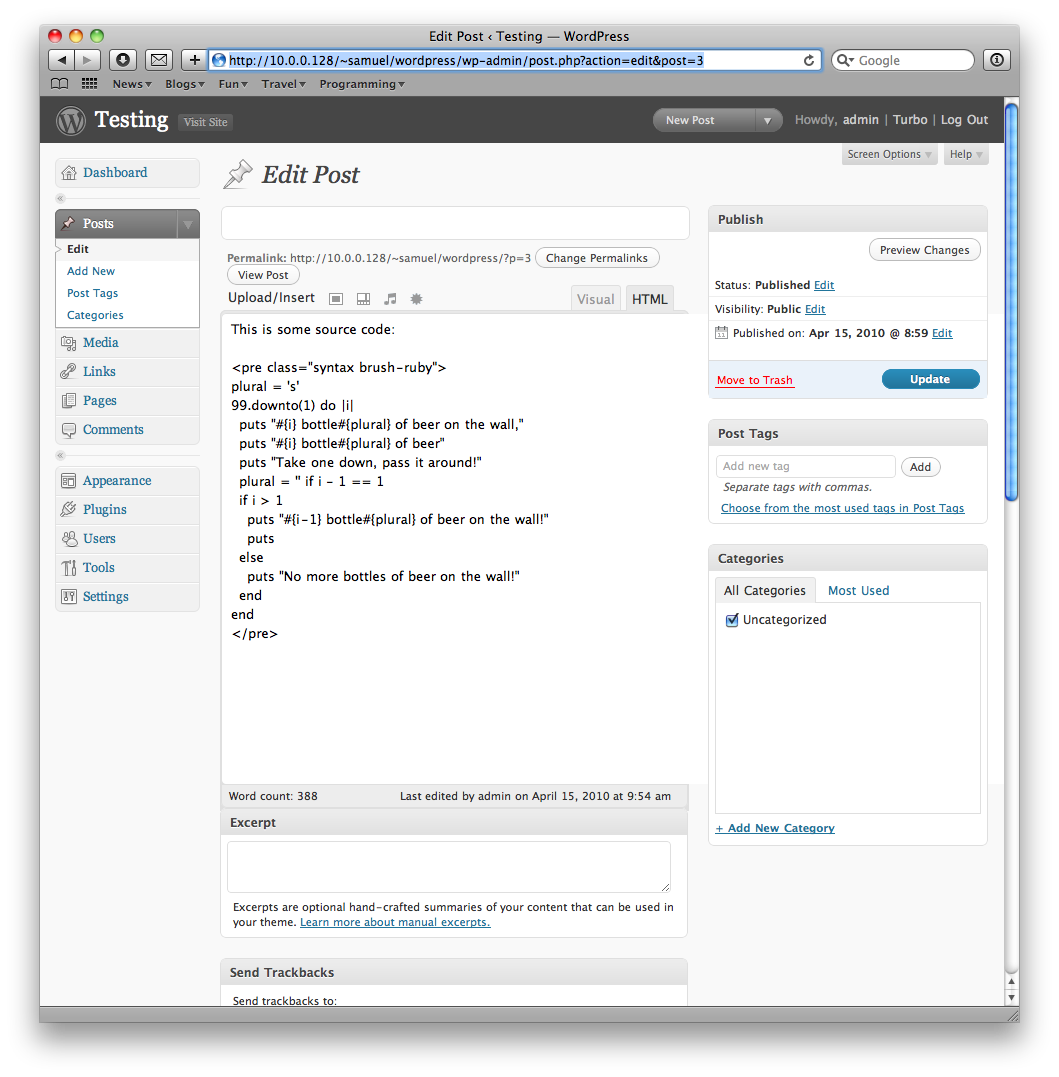 Edit Post ‹ Testing — WordPress
http://10.0.0.128/~samuel/wordpress/wp-admin/post.php?action=edit&post=3
Google
News Blogs Fun Travel Programming
Testing Visit Site
New Post
Howdy, admin | Turbo | Log Out
Screen Options Help
Dashboard
Posts
Edit
Add New
Post Tags
Categories
Media
Links
Pages
Comments
Appearance
Plugins
Users
Tools
Settings
Edit Post
Permalink: http://10.0.0.128/~samuel/wordpress/?p=3 Change Permalinks
View Post
Upload/Insert
Visual HTML
This is some source code:
<pre class="syntax brush-ruby">
plural = 's'
99.downto(1) do |i|
puts "#{i} bottle#{plural} of beer on the wall,"
puts "#{i} bottle#{plural} of beer"
puts "Take one down, pass it around!"
plural = '' if i - 1 == 1
if i > 1
puts "#{i-1} bottle#{plural} of beer on the wall!"
puts
else
puts "No more bottles of beer on the wall!"
end
end
</pre>
Word count: 388 Last edited by admin on April 15, 2010 at 9:54 am
Excerpt
Excerpts are optional hand-crafted summaries of your content that can be used in
your theme. Learn more about manual excerpts.
Send Trackbacks
Send trackbacks to:
Publish
Preview Changes
Status: Published Edit
Visibility: Public Edit
Published on: Apr 15, 2010 @ 8:59 Edit
Move to Trash Update
Post Tags
Add new tag Add
Separate tags with commas.
Choose from the most used tags in Post Tags
Categories
All Categories Most Used
Uncategorized
+ Add New Category